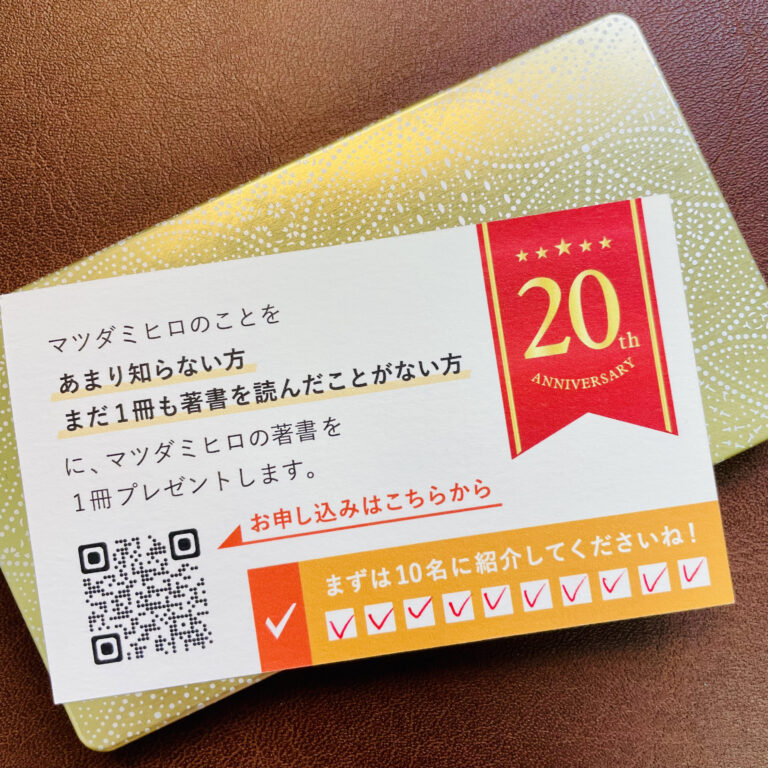 マツダミヒロのことを
あまり知らない方
まだ1冊も著書を読んだことがない方
に、マツダミヒロの著書を
1冊プレゼントします。
お申し込みはこちらから
まずは10名に紹介してくださいね！
20th
ANNIVERSARY